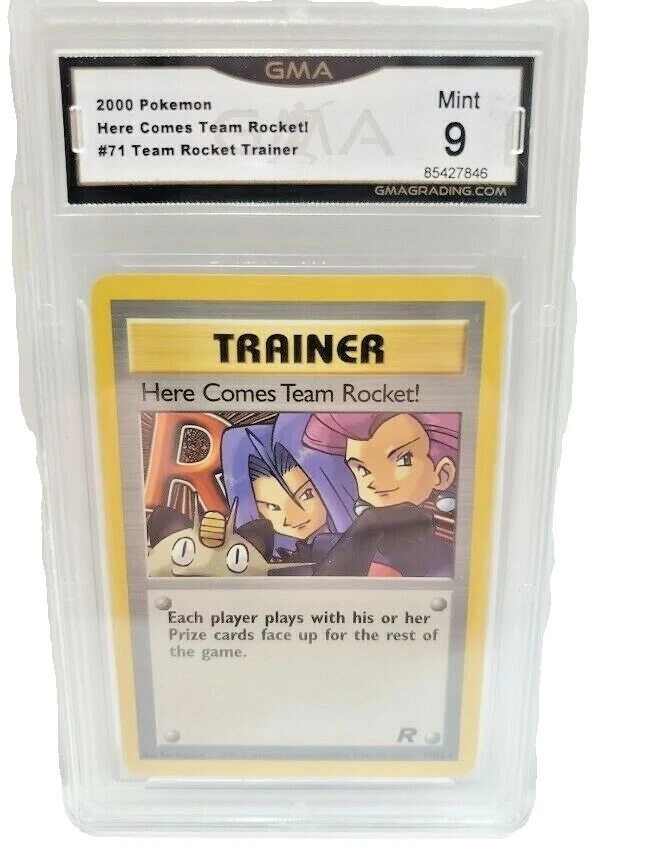 GMA
2000 Pokemon
Here Comes Team Rocket!
#71 Team Rocket Trainer
Mint
9
85427846
GMAGRADING.COM
TRAINER
Here Comes Team Rocket!
R
Each player plays with his or her
Prize cards face up for the rest of
the game.
R